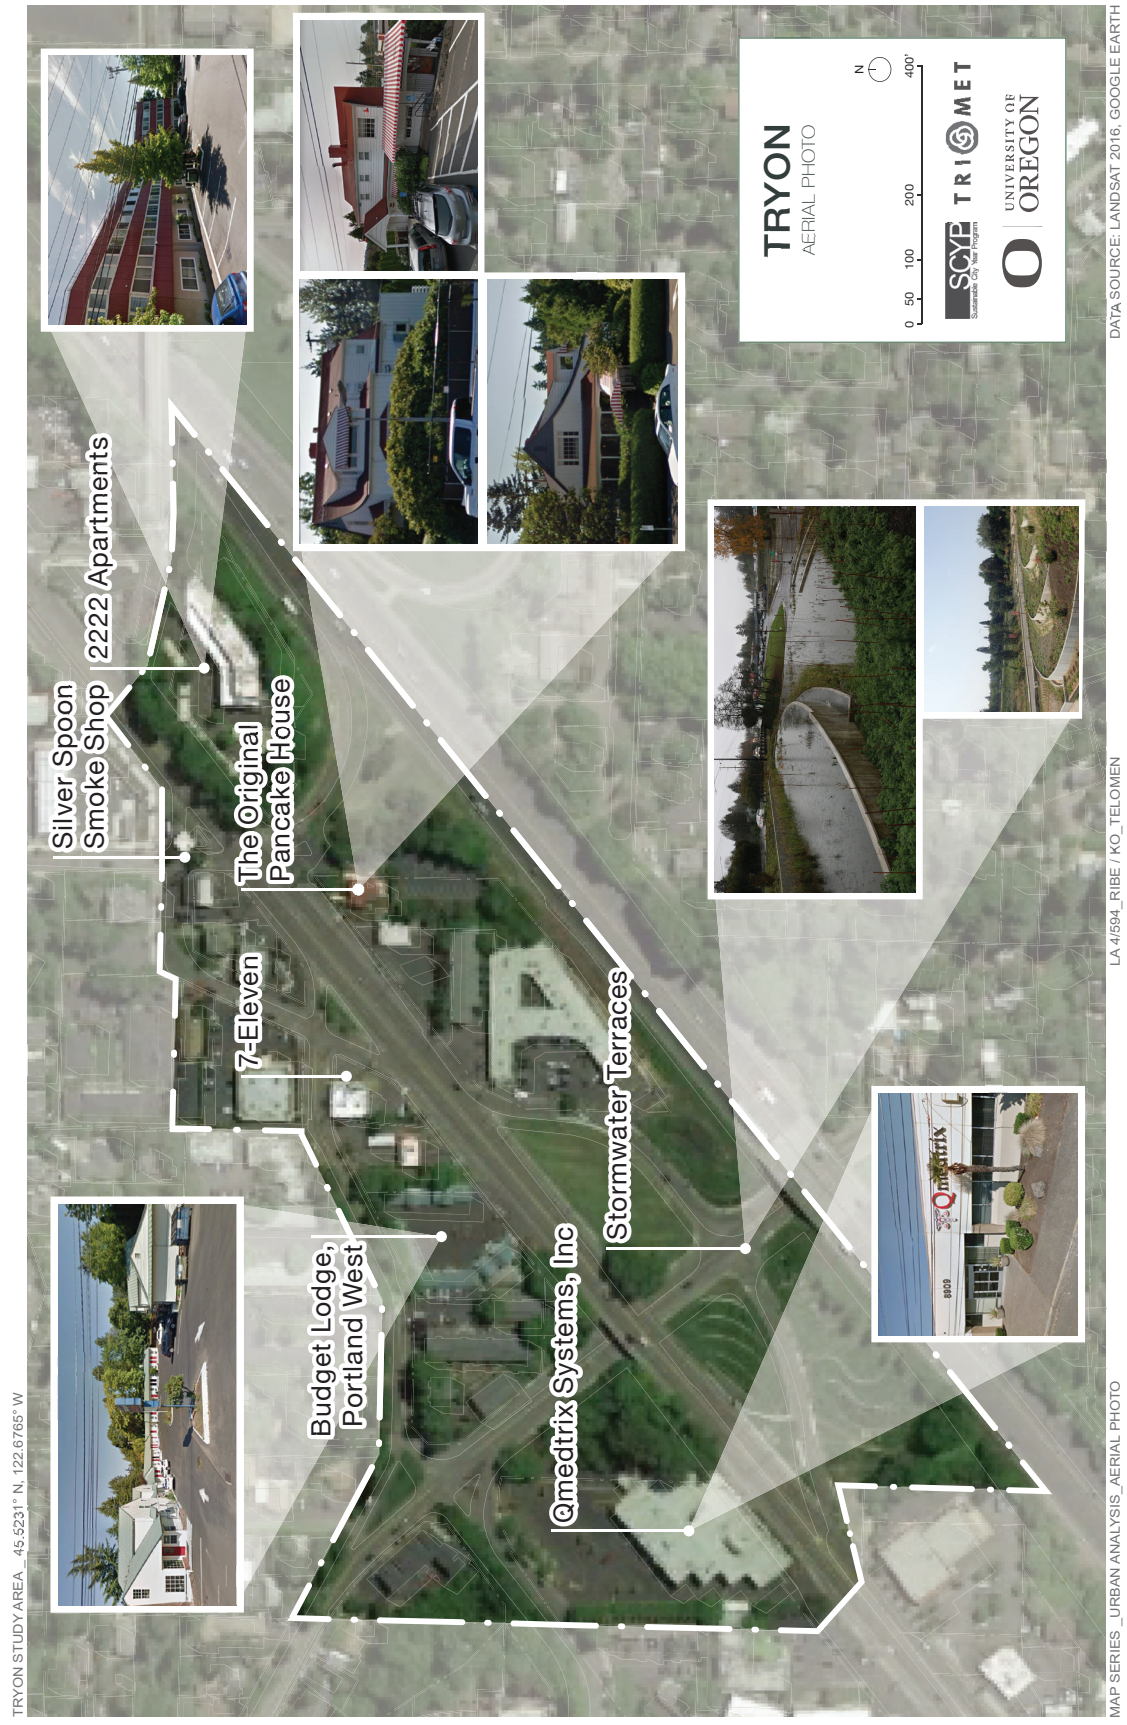 TRYON STUDY AREA _ 45.5231° N, 122.6765° W
Silver Spoon
Smoke Shop
2222 Apartments
The Original
Pancake House
7-Eleven
Budget Lodge,
Portland West
Qmedtrix Systems, Inc
Stormwater Terraces
8909
Qmedtrix
TRYON
AERIAL PHOTO
N
0 50 100 200 400'
SCYP
Sustainable City Year Program
TRI MET
O
UNIVERSITY OF
OREGON
MAP SERIES _URBAN ANALYSIS_AERIAL PHOTO
LA 4/594_RIBE / KO_TELOMEN
DATA SOURCE: LANDSAT 2016, GOOGLE EARTH